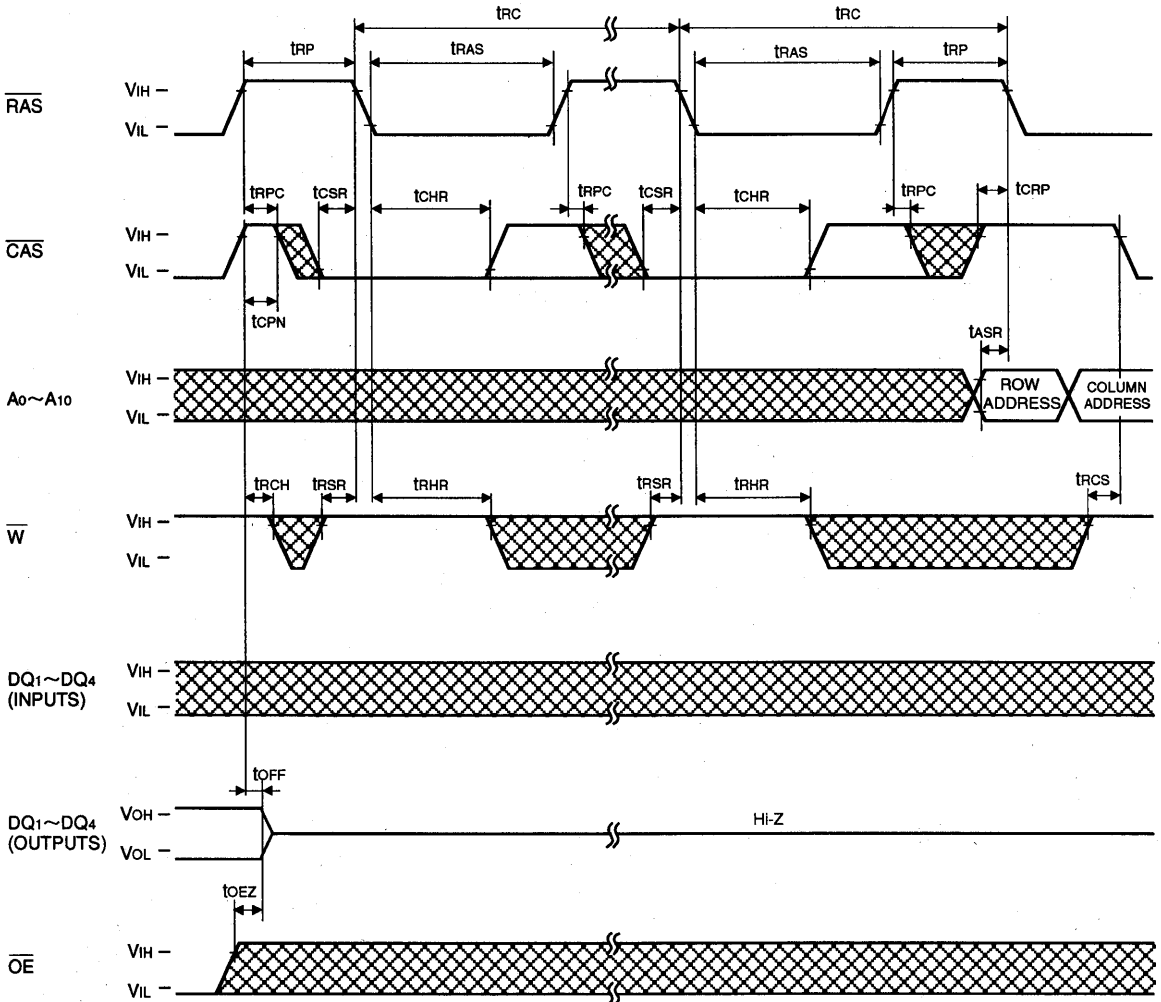 tRC tRC
tRP tRAS tRAS tRP
RAS
VIH
VIL
tRPC tCSR tCHR tRPC tCSR tCHR tRPC tCRP
CAS
VIH
VIL
tCPN
tASR
A0~A10
VIH
VIL
ROW ADDRESS
COLUMN ADDRESS
tRCH tRSR tRHR tRSR tRHR tRCS
W
VIH
VIL
DQ1~DQ4
(INPUTS)
VIH
VIL
tOFF
DQ1~DQ4
(OUTPUTS)
VOH
VOL
Hi-Z
tOEZ
OE
VIH
VIL